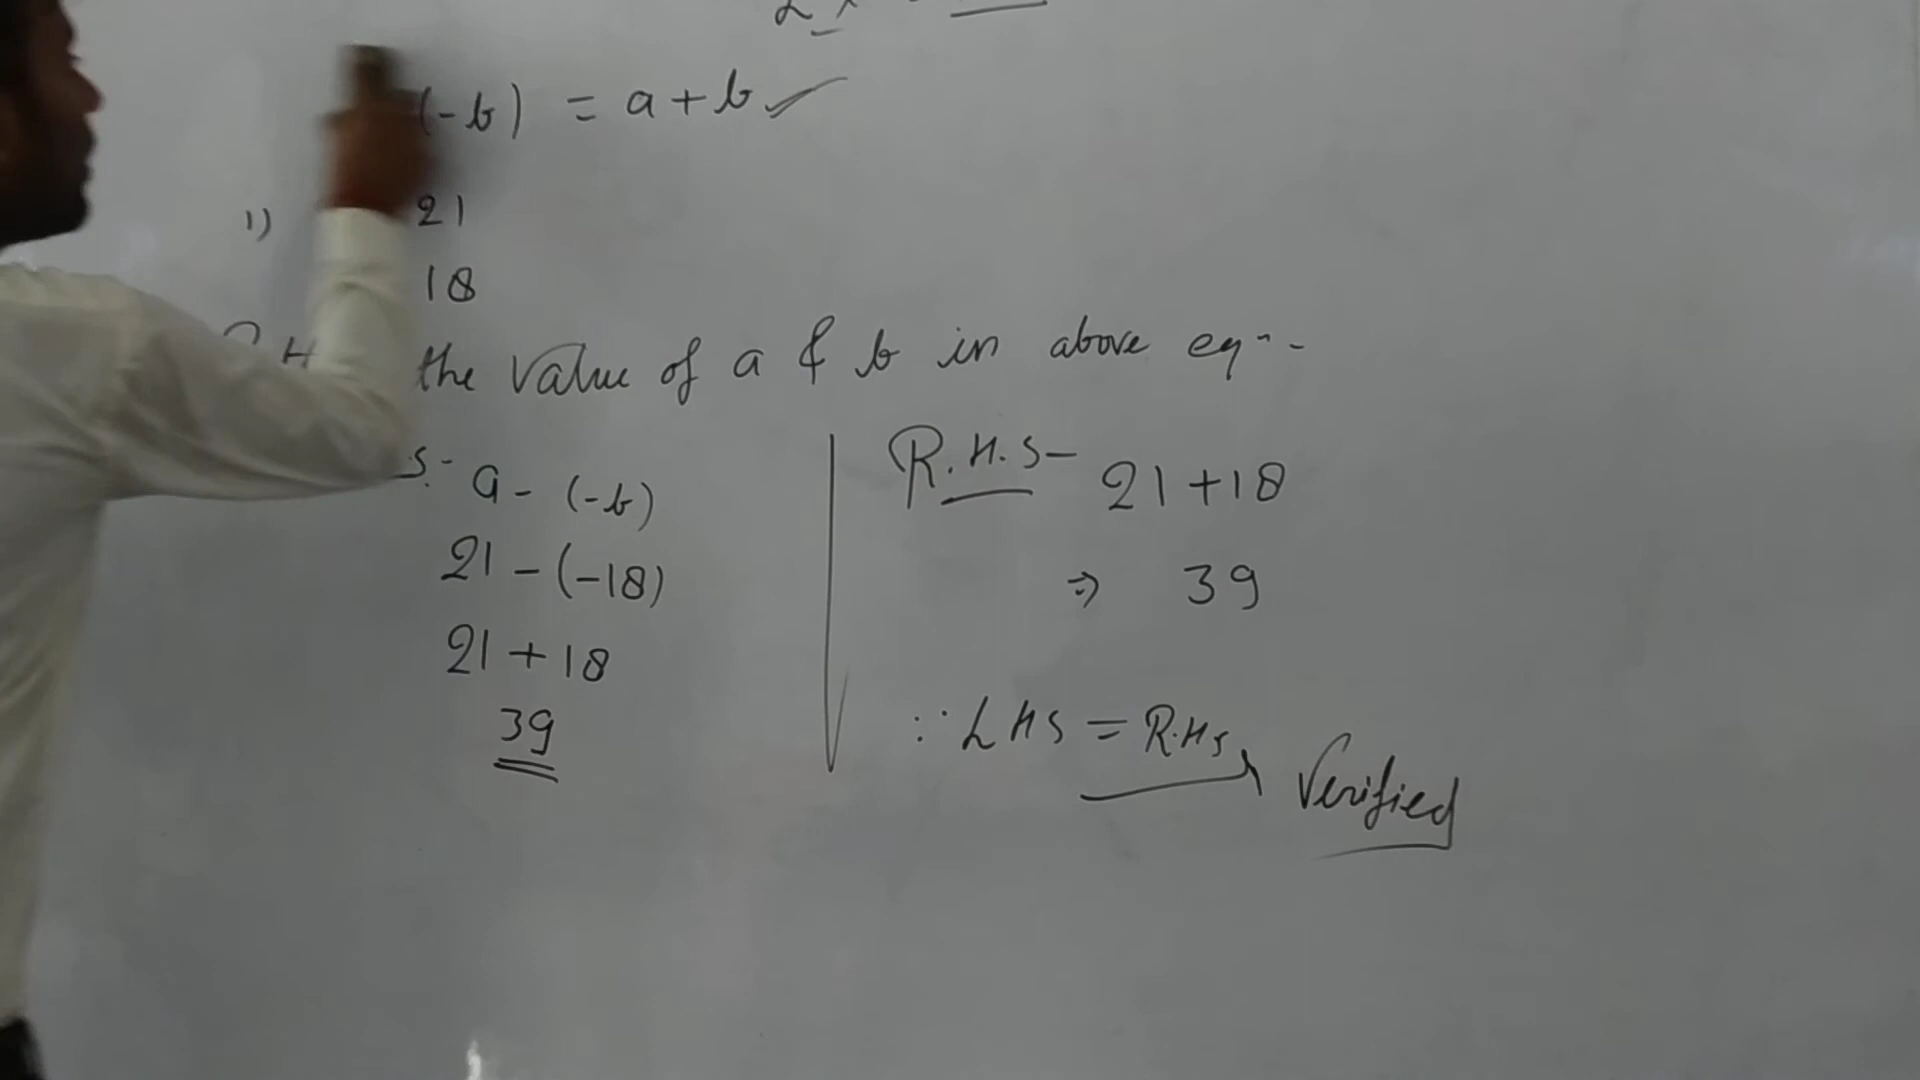 (-b) = a + b ✓
1) 21
18
H the value of a & b in above eq
S:- a - (-b)
21 - (-18)
21 + 18
39
R.H.S - 21 + 18
⇒ 39
∵ LHS = R.H.S, Verified